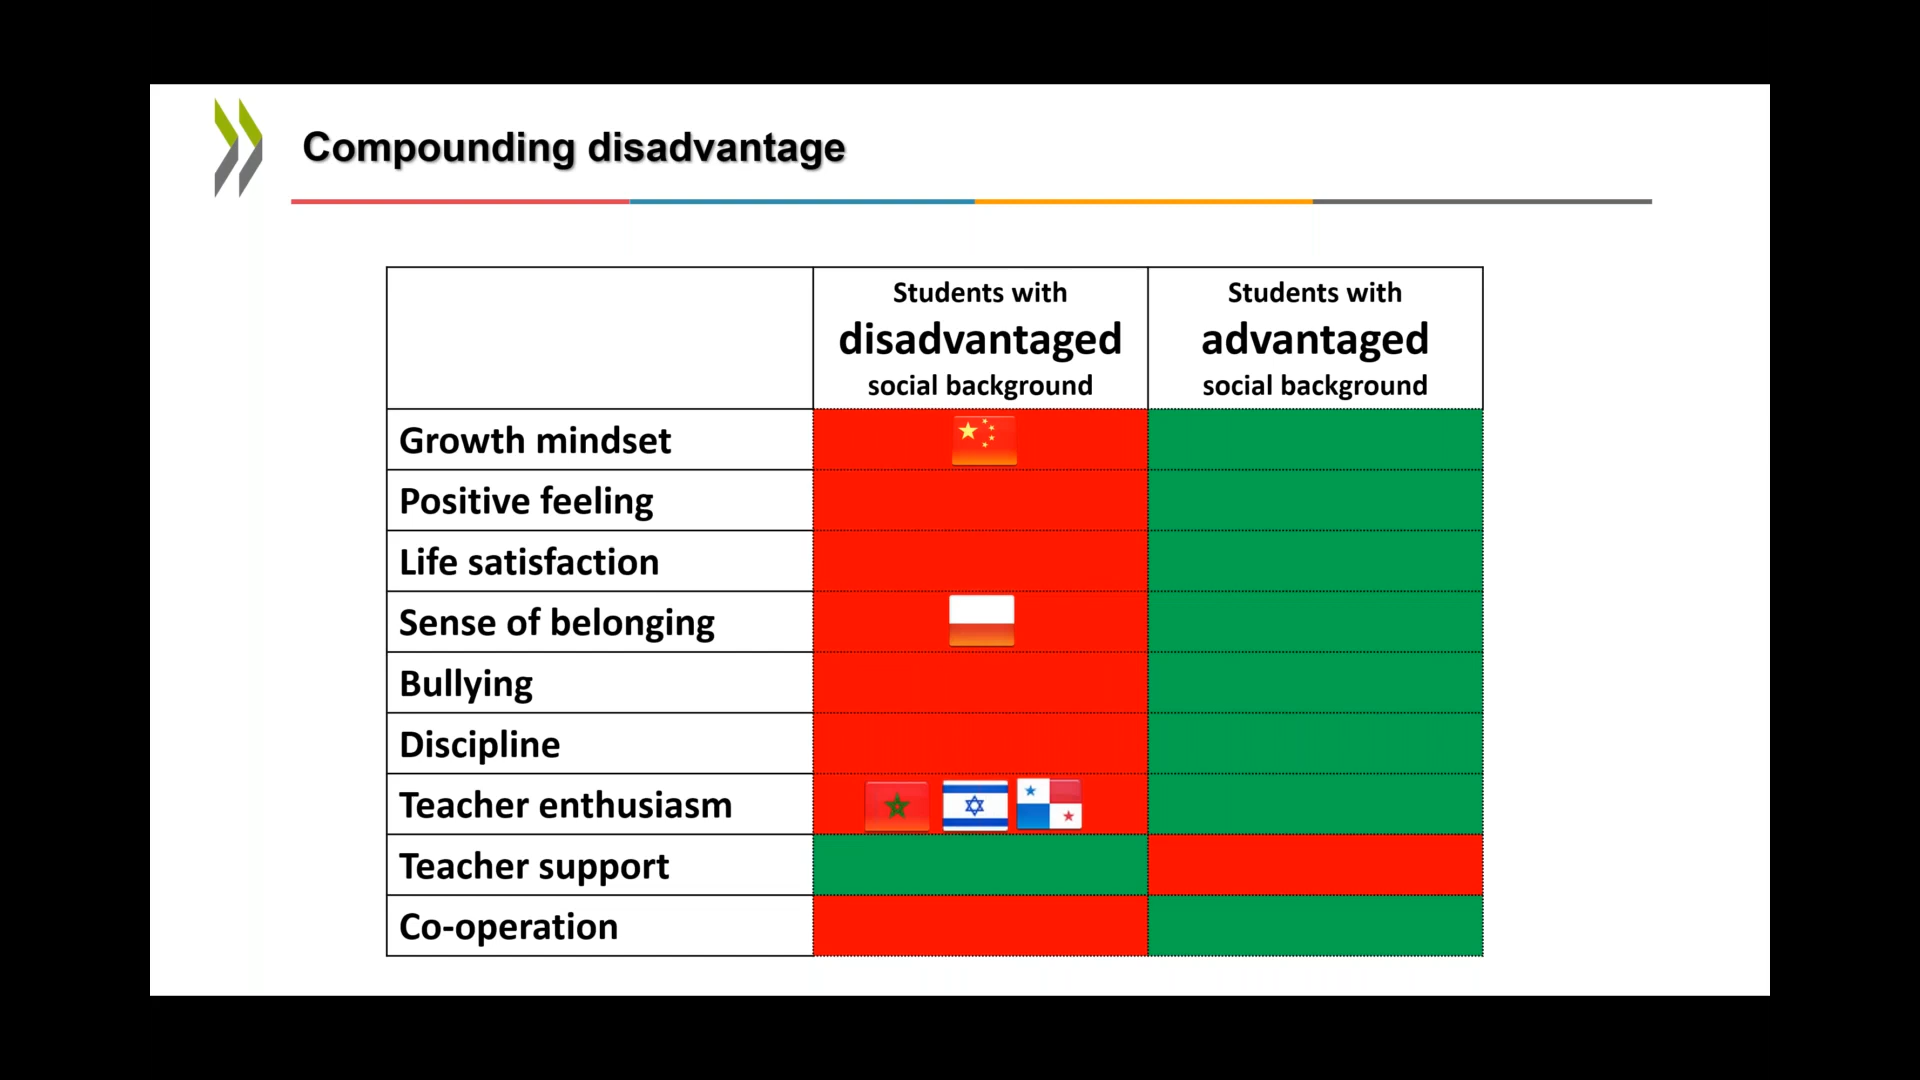 Compounding disadvantage
Students with
disadvantaged
social background
Students with
advantaged
social background
Growth mindset
Positive feeling
Life satisfaction
Sense of belonging
Bullying
Discipline
Teacher enthusiasm
Teacher support
Co-operation